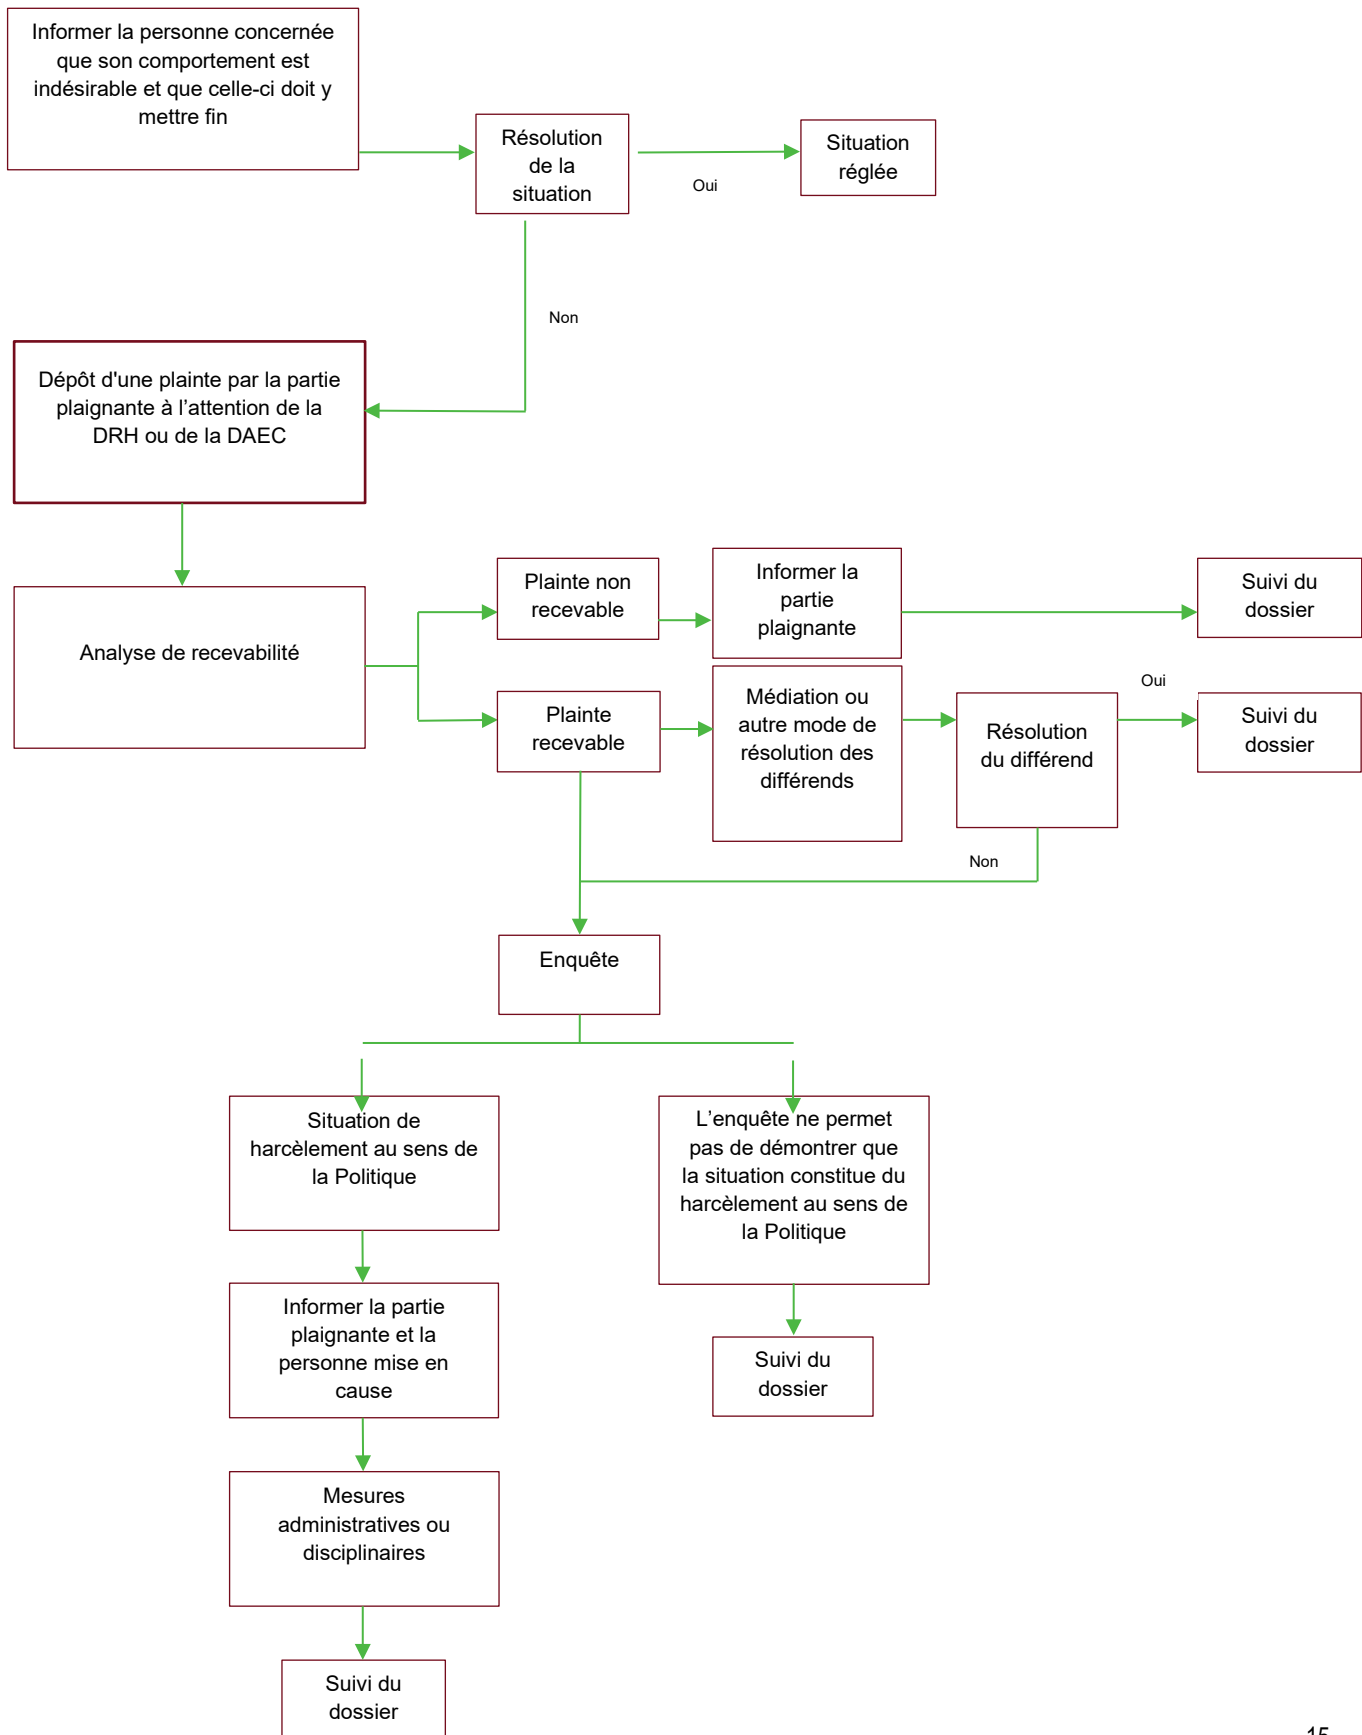 Informer la personne concernée
que son comportement est
indésirable et que celle-ci doit y
mettre fin
Résolution
de la
situation
Oui
Situation
réglée
Non
Dépôt d'une plainte par la partie
plaignante à l'attention de la
DRH ou de la DAEC
Analyse de recevabilité
Plainte non
recevable
Informer la
partie
plaignante
Suivi du
dossier
Plainte
recevable
Médiation ou
autre mode de
résolution des
différends
Résolution
du différend
Oui
Suivi du
dossier
Non
Enquête
Situation de
harcèlement au sens de
la Politique
L'enquête ne permet
pas de démontrer que
la situation constitue du
harcèlement au sens de
la Politique
Informer la partie
plaignante et la
personne mise en
cause
Suivi du
dossier
Mesures
administratives ou
disciplinaires
Suivi du
dossier
15